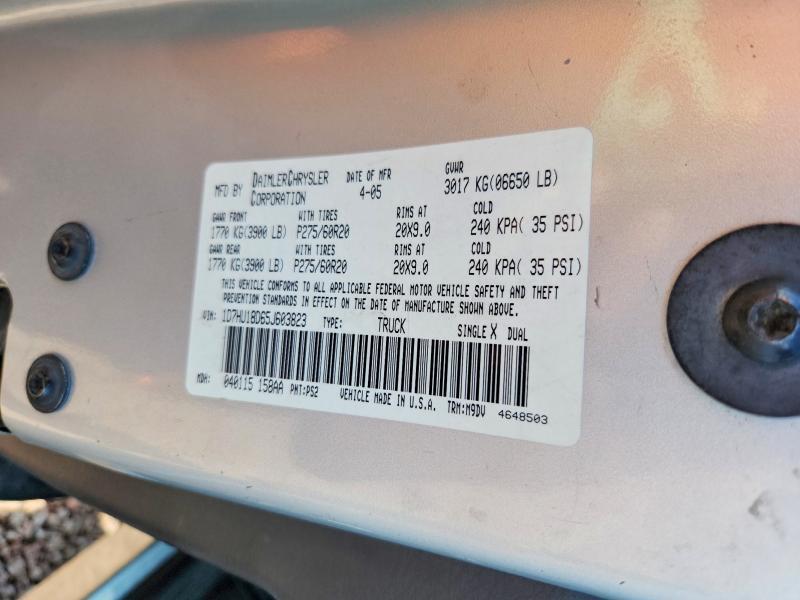 MFD BY DAIMLERCHRYSLER CORPORATION DATE OF MFR 4-05 GVWR 3017 KG(06650 LB)
GAWR FRONT WITH TIRES RIMS AT COLD
1770 KG(3900 LB) P275/60R20 20X9.0 240 KPA( 35 PSI)
GAWR REAR WITH TIRES RIMS AT COLD
1770 KG(3900 LB) P275/60R20 20X9.0 240 KPA( 35 PSI)
THIS VEHICLE CONFORMS TO ALL APPLICABLE FEDERAL MOTOR VEHICLE SAFETY AND THEFT
PREVENTION STANDARDS IN EFFECT ON THE DATE OF MANUFACTURE SHOWN ABOVE.
VIN: 1D7HU18D65J603823 TYPE: TRUCK SINGLE X DUAL
MDH: 040115 158AA PNT:PS2 VEHICLE MADE IN U.S.A. TRM:M9DV 4648503